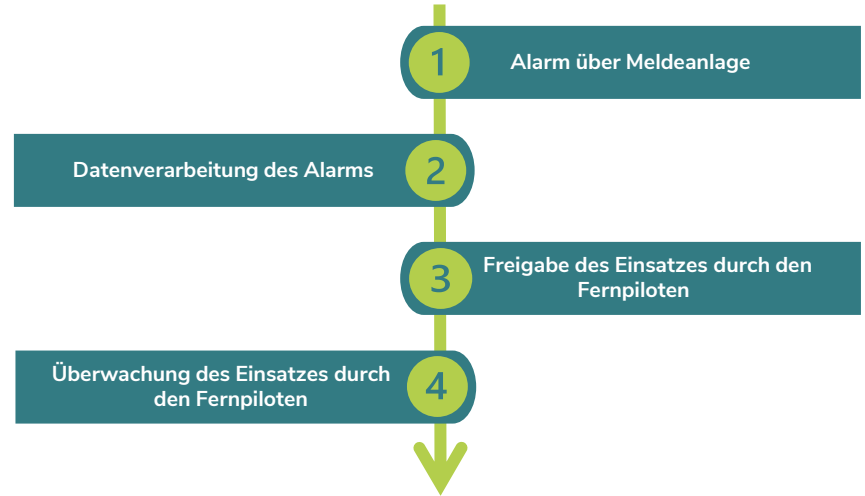 1
Alarm über Meldeanlage
Datenverarbeitung des Alarms
2
3
Freigabe des Einsatzes durch den
Fernpiloten
Überwachung des Einsatzes durch
den Fernpiloten
4